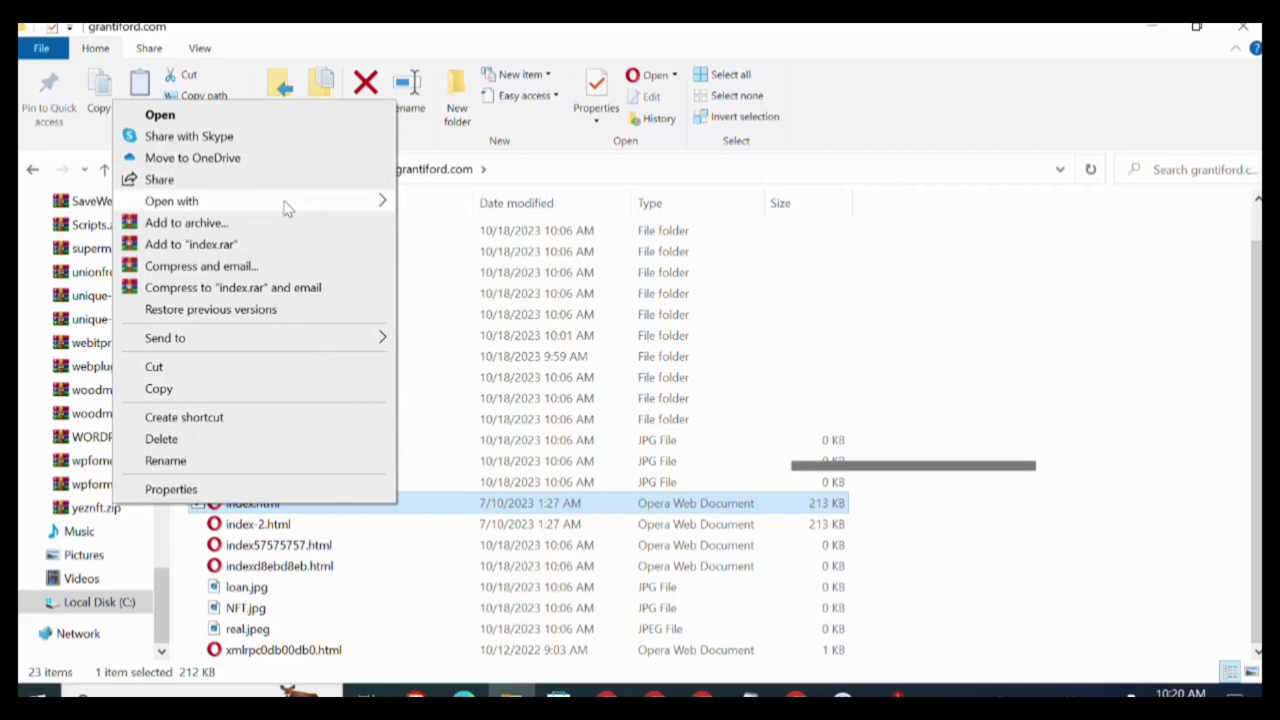 grantiford.com
File Home Share View
Pin to Quick access
Copy
Cut
Copy path
New folder
New item
Easy access
New
Properties
Open
Edit
History
Open
Select all
Select none
Invert selection
Select
grantiford.com
Search grantiford.c...
Open
Share with Skype
Move to OneDrive
Share
Open with
Add to archive...
Add to "index.rar"
Compress and email...
Compress to "index.rar" and email
Restore previous versions
Send to
Cut
Copy
Create shortcut
Delete
Rename
Properties
SaveWe
Scripts.
superm
unionfr
unique-
unique-
webitpr
webplu
woodm
woodm
WORDP
wpfom
wpform
yeznft.zip
Music
Pictures
Videos
Local Disk (C:)
Network
Date modified Type Size
10/18/2023 10:06 AM File folder
10/18/2023 10:06 AM File folder
10/18/2023 10:06 AM File folder
10/18/2023 10:06 AM File folder
10/18/2023 10:06 AM File folder
10/18/2023 10:01 AM File folder
10/18/2023 9:59 AM File folder
10/18/2023 10:06 AM File folder
10/18/2023 10:06 AM File folder
10/18/2023 10:06 AM File folder
10/18/2023 10:06 AM JPG File 0 KB
10/18/2023 10:06 AM JPG File 0 KB
10/18/2023 10:06 AM JPG File 0 KB
index.html 7/10/2023 1:27 AM Opera Web Document 213 KB
index-2.html 7/10/2023 1:27 AM Opera Web Document 213 KB
index57575757.html 10/18/2023 10:06 AM Opera Web Document 0 KB
indexd8ebd8eb.html 10/18/2023 10:06 AM Opera Web Document 0 KB
loan.jpg 10/18/2023 10:06 AM JPG File 0 KB
NFT.jpg 10/18/2023 10:06 AM JPG File 0 KB
real.jpeg 10/18/2023 10:06 AM JPEG File 0 KB
xmlrpc0db00db0.html 10/12/2022 9:03 AM Opera Web Document 1 KB
23 items 1 item selected 212 KB
10:20 AM